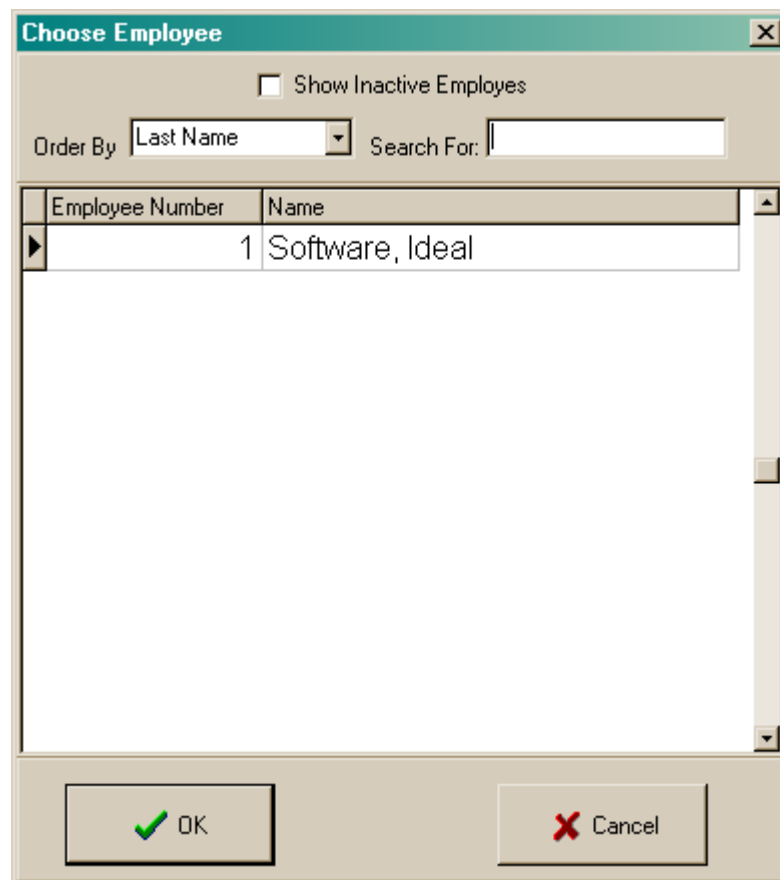 Choose Employee
Show Inactive Employes
Order By Last Name Search For:
Employee Number Name
1 Software, Ideal
OK Cancel